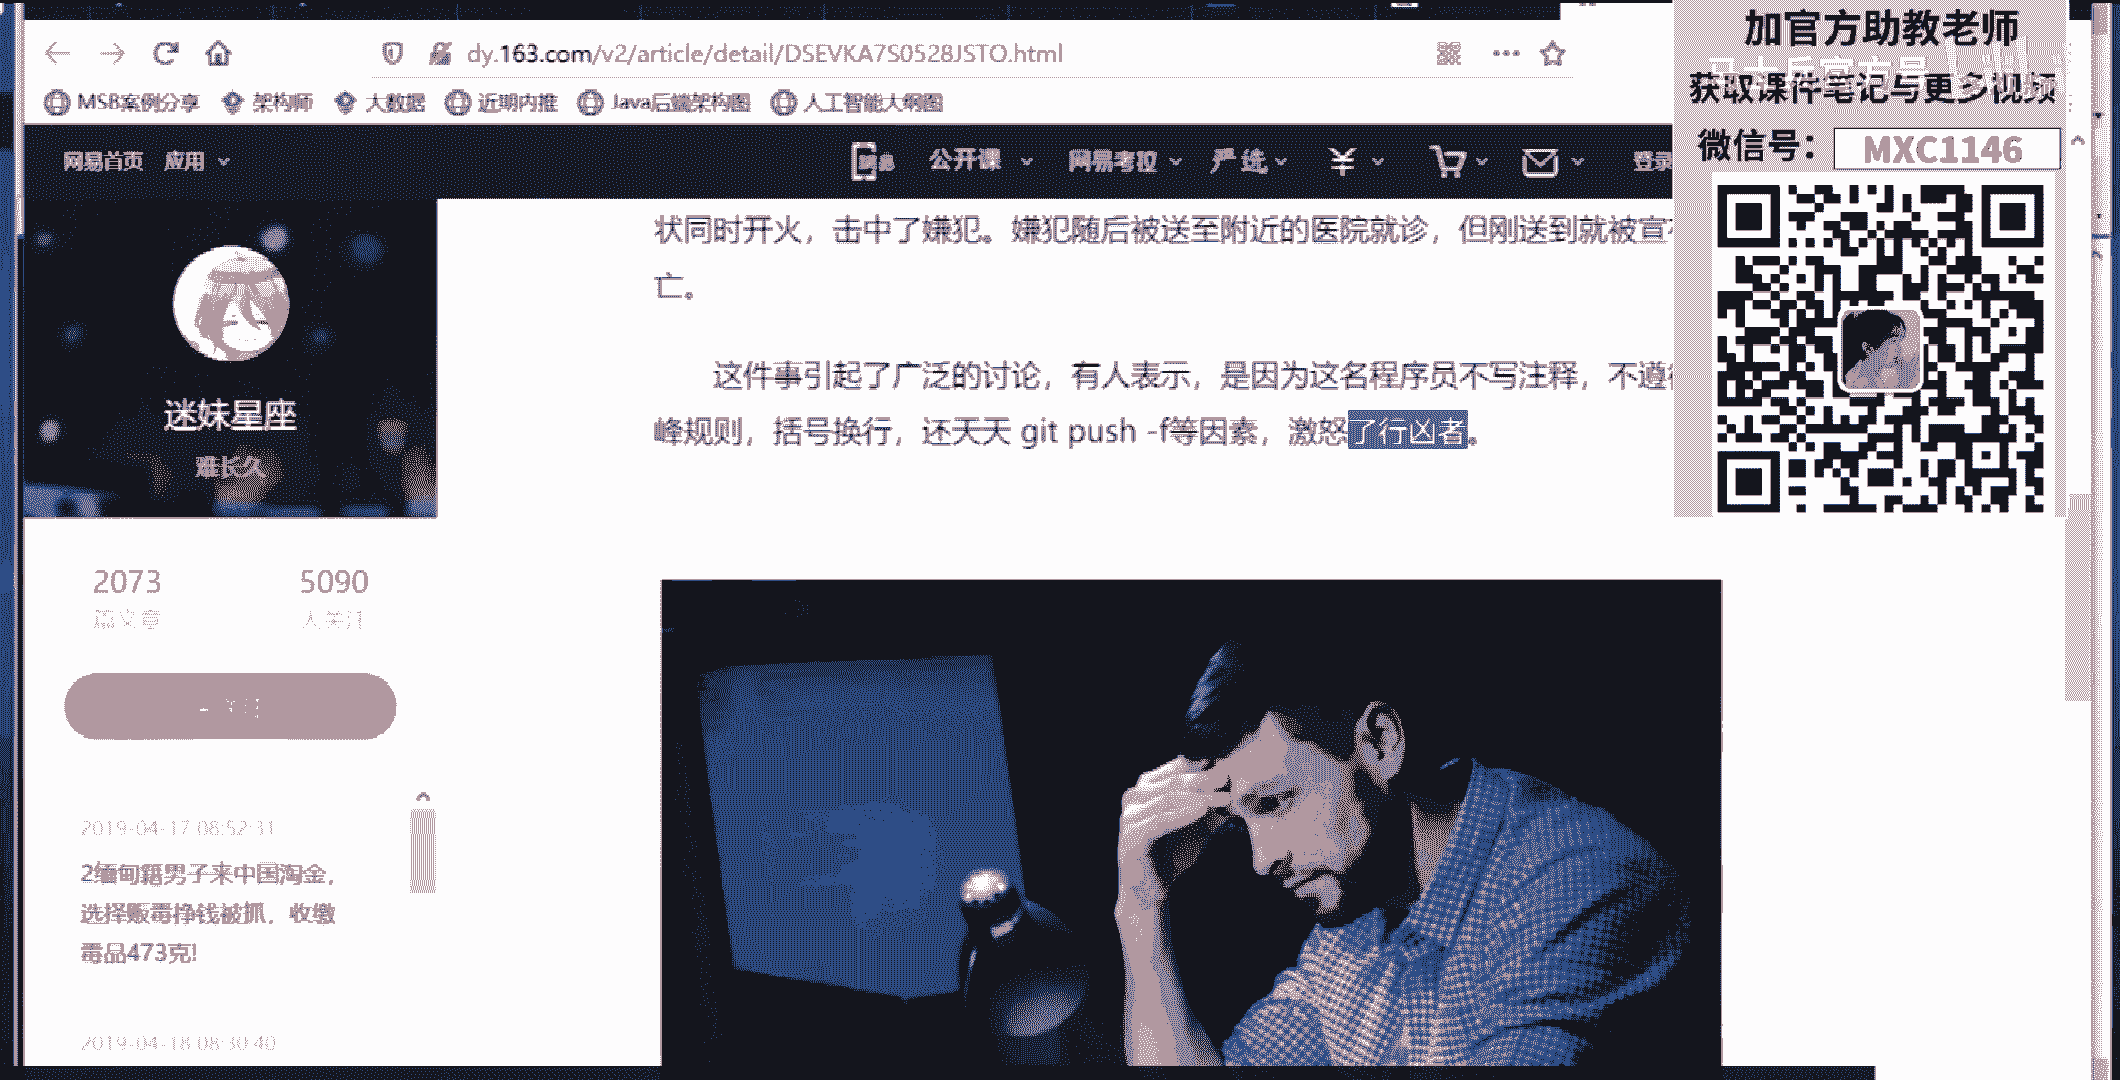 加官方助教老师
获取课件笔记与更多视频
微信号：
MXC1146
dy.163.com/v2/article/detail/DSEVKA7S0528JSTO.html
MSB案例分享 架构师 大数据 近期内推 Java后端架构图 人工智能大纲图
网易首页 应用 公开课 网易考拉 严选 ¥ 登录
状同时开火，击中了嫌犯。嫌犯随后被送至附近的医院就诊，但刚送到就被宣
亡。
这件事引起了广泛的讨论，有人表示，是因为这名程序员不写注释，不遵
峰规则，括号换行，还天天 git push -f等因素，激怒了行凶者。
迷妹星座
难长久
2073 5090
篇文章 人关注
2019-04-17 08:52:31
2缅甸籍男子来中国淘金，
选择贩毒挣钱被抓，收缴
毒品473克!
2019-04-18 08:30:40